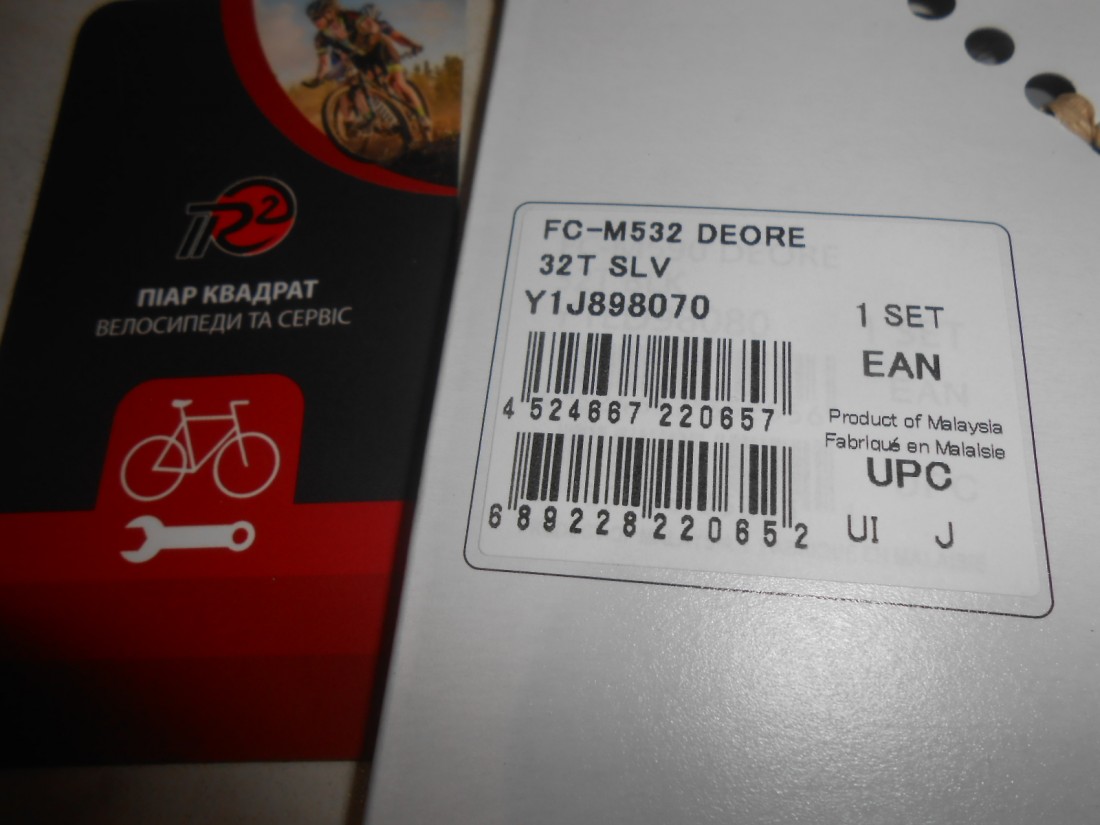 ПR2
ПІАР КВАДРАТ
ВЕЛОСИПЕДИ ТА СЕРВІС
FC-M532 DEORE
32T SLV
Y1J898070
1 SET
EAN
4 524667 220657
Product of Malaysia
Fabriqué en Malaisie
UPC
6 89228 22065 2
UI J